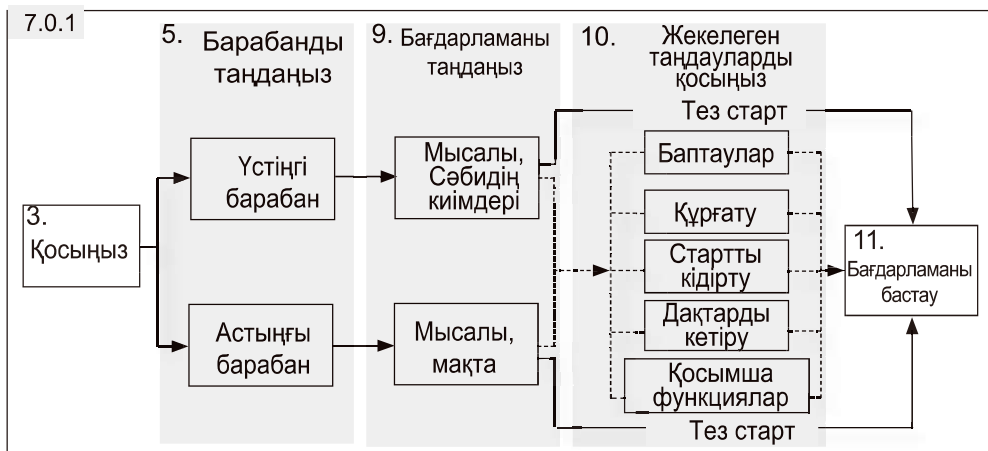 7.0.1
5. Барабанды
таңдаңыз
9. Бағдарламаны
таңдаңыз
10. Жекелеген
таңдауларды
қосыңыз
3.
Қосыңыз
Үстіңгі
барабан
Астыңғы
барабан
Мысалы,
Сәбидің
киімдері
Мысалы,
мақта
Тез старт
Баптаулар
Құрғату
Стартты
кідірту
Дақтарды
кетіру
Қосымша
функциялар
Тез старт
11.
Бағдарламаны
бастау